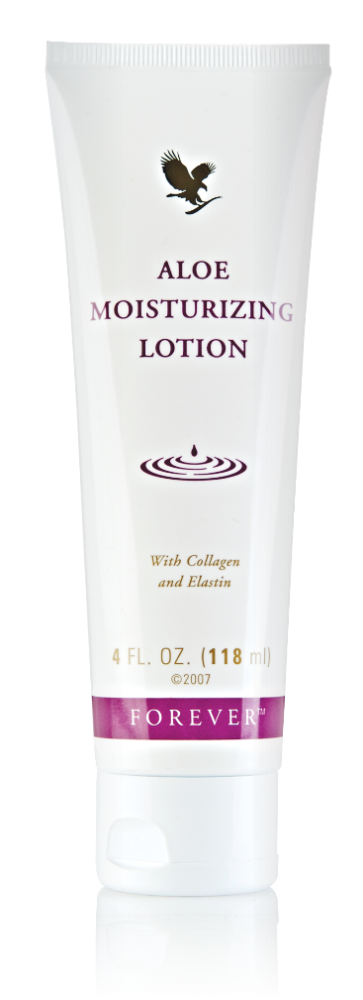 ALOE
MOISTURIZING
LOTION
With Collagen
and Elastin
4 FL. OZ. (118 ml)
©2007
FOREVER™